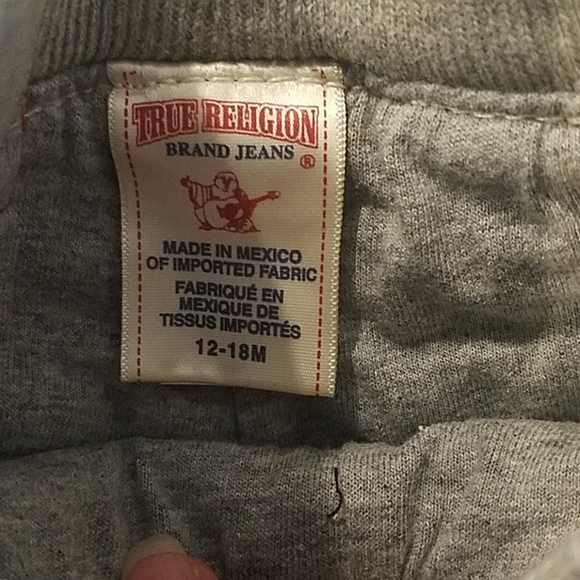 TRUE RELIGION
BRAND JEANS ®
MADE IN MEXICO
OF IMPORTED FABRIC
FABRIQUÉ EN
MEXIQUE DE
TISSUS IMPORTÉS
12-18M